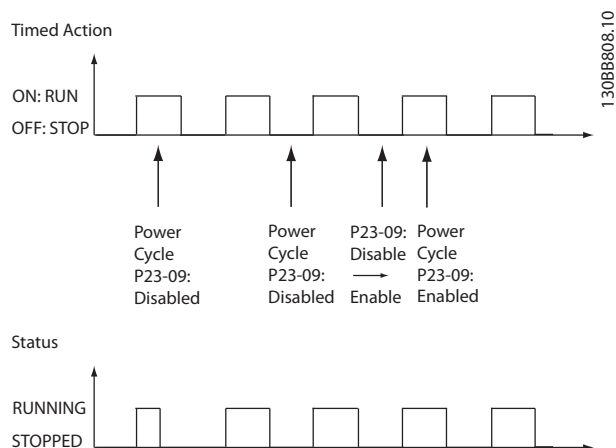 Timed Action
130BB808.10
ON: RUN
OFF: STOP
Power
Cycle
P23-09:
Disabled
Power
Cycle
P23-09:
Disabled
P23-09:
Disable
Enable
Power
Cycle
P23-09:
Enabled
Status
RUNNING
STOPPED